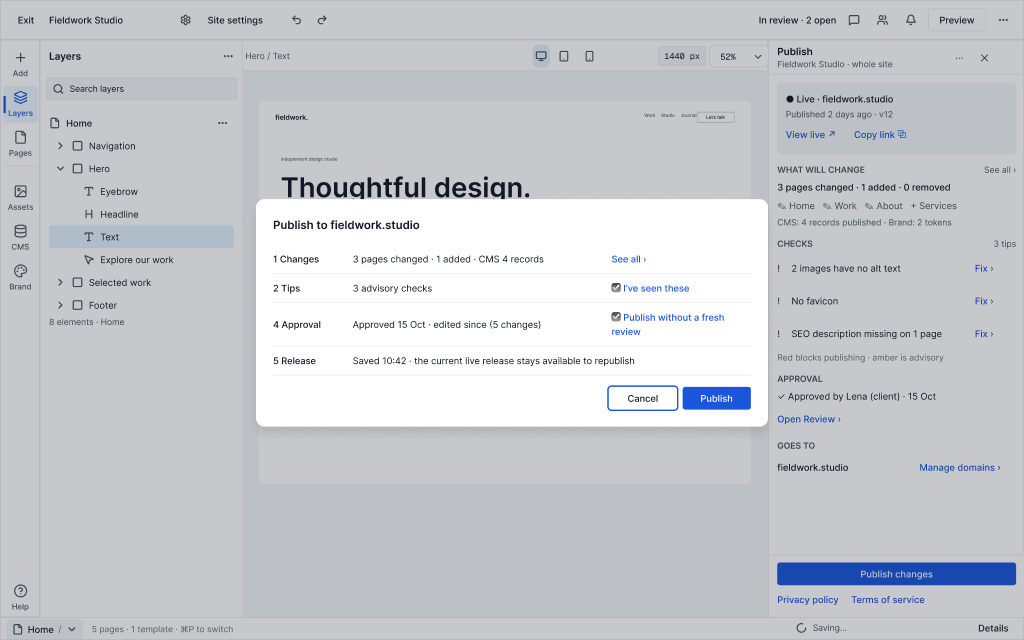 Exit
Fieldwork Studio
Site settings
In review · 2 open
Preview
Add
Layers
Pages
Assets
CMS
Brand
Help
Layers
Search layers
Home
Navigation
Hero
Eyebrow
Headline
Text
Explore our work
Selected work
Footer
8 elements · Home
Hero / Text
1440 px
52%
fieldwork.
Work Studio Journal
Let's talk
Independent design studio
Thoughtful design.
Publish to fieldwork.studio
1 Changes 3 pages changed · 1 added · CMS 4 records See all ›
2 Tips 3 advisory checks I've seen these
4 Approval Approved 15 Oct · edited since (5 changes) Publish without a fresh
review
5 Release Saved 10:42 · the current live release stays available to republish
Cancel Publish
Publish
Fieldwork Studio · whole site
Live · fieldwork.studio
Published 2 days ago · v12
View live ↗ Copy link
WHAT WILL CHANGE See all ›
3 pages changed · 1 added · 0 removed
✎ Home ✎ Work ✎ About + Services
CMS: 4 records published · Brand: 2 tokens
CHECKS 3 tips
! 2 images have no alt text Fix ›
! No favicon Fix ›
! SEO description missing on 1 page Fix ›
Red blocks publishing · amber is advisory
APPROVAL
✓ Approved by Lena (client) · 15 Oct
Open Review ›
GOES TO
fieldwork.studio Manage domains ›
Publish changes
Privacy policy Terms of service
Home /
5 pages · 1 template · ⌘P to switch
Saving...
Details